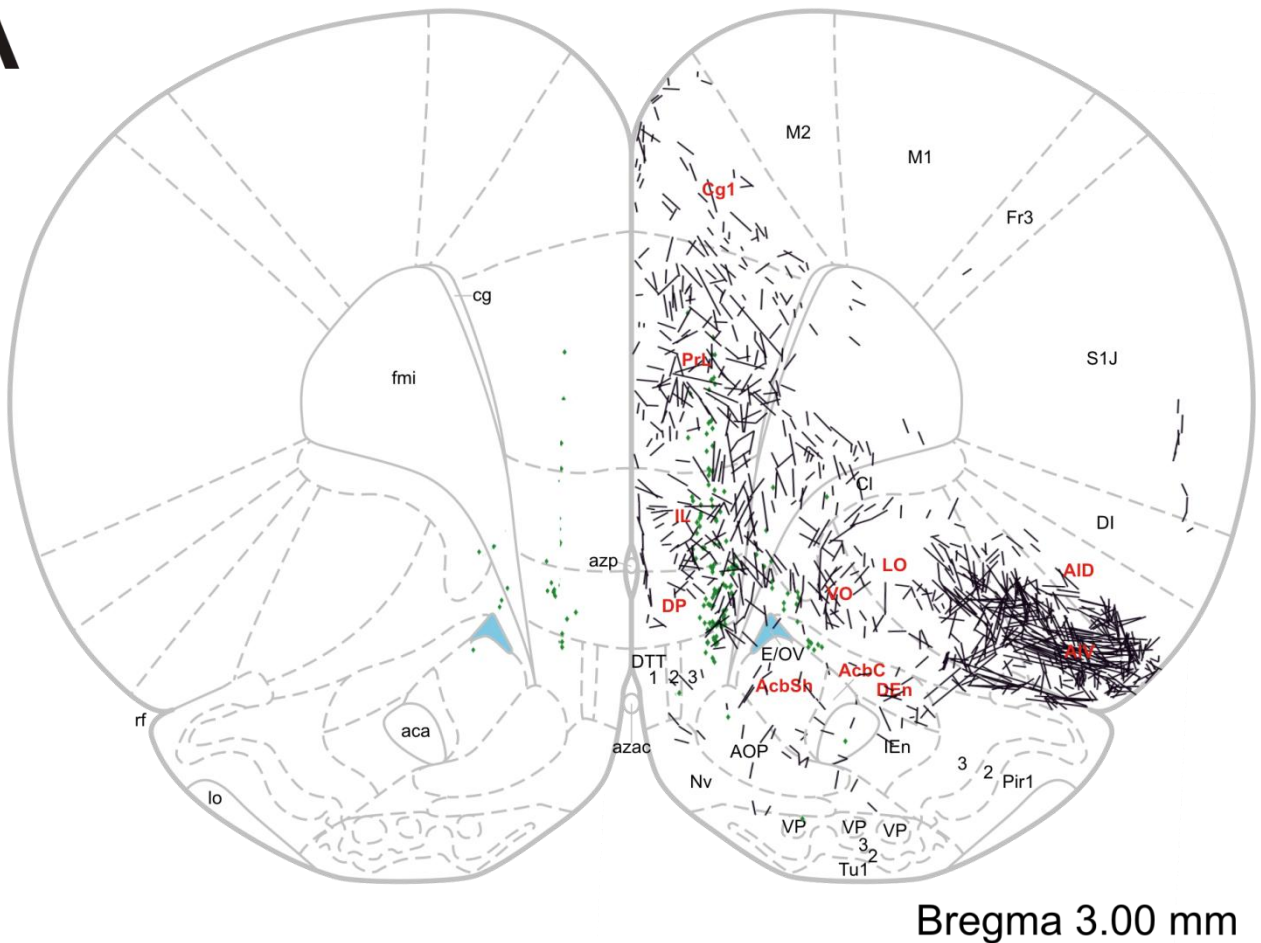 A
M2
M1
Cg1
Fr3
cg
PrL
S1J
fmi
CI
IL
DI
azp
LO
AID
VO
DP
AIV
E/OV
DTT
1 2 3
AcbC
AcbSh
DEn
rf
aca
azac
AOP
IEn
3
2
Pir1
Nv
lo
VP VP VP
3
2
Tu1
Bregma 3.00 mm